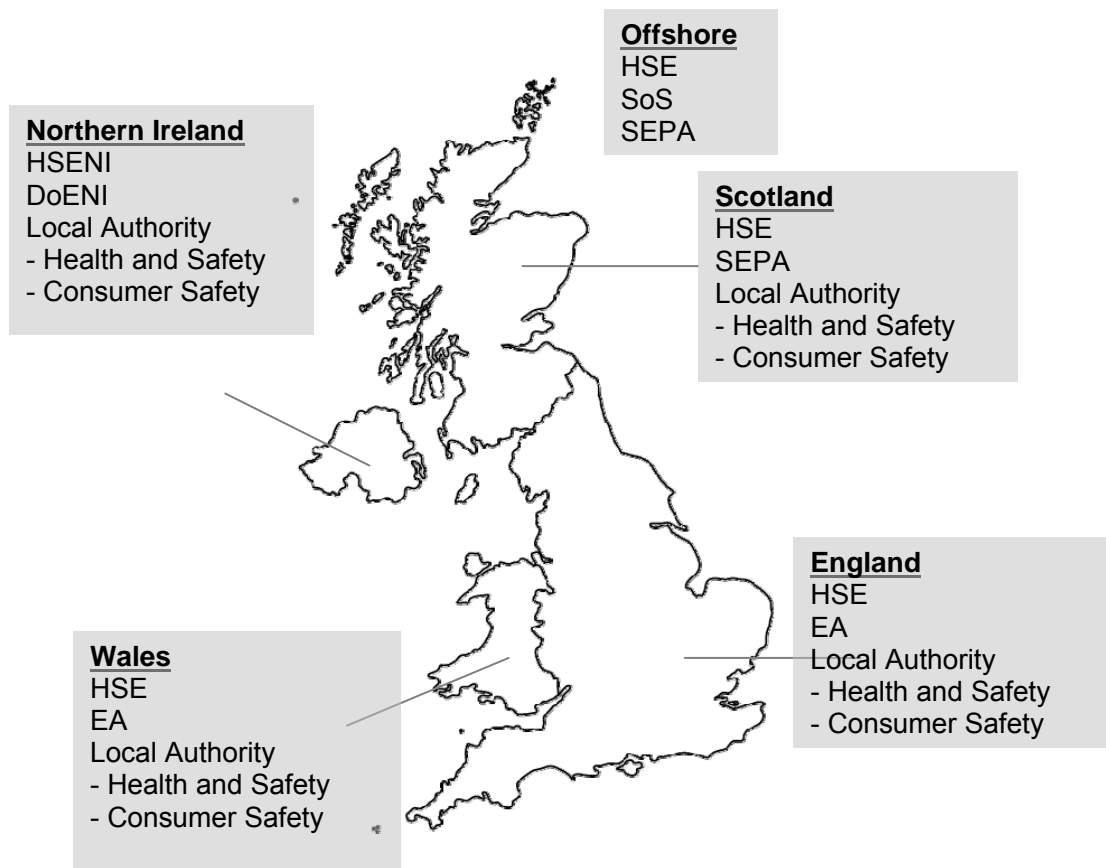 Offshore
HSE
SoS
SEPA
Northern Ireland
HSENI
DoENI
Local Authority
- Health and Safety
- Consumer Safety
Scotland
HSE
SEPA
Local Authority
- Health and Safety
- Consumer Safety
England
HSE
EA
Local Authority
- Health and Safety
- Consumer Safety
Wales
HSE
EA
Local Authority
- Health and Safety
- Consumer Safety